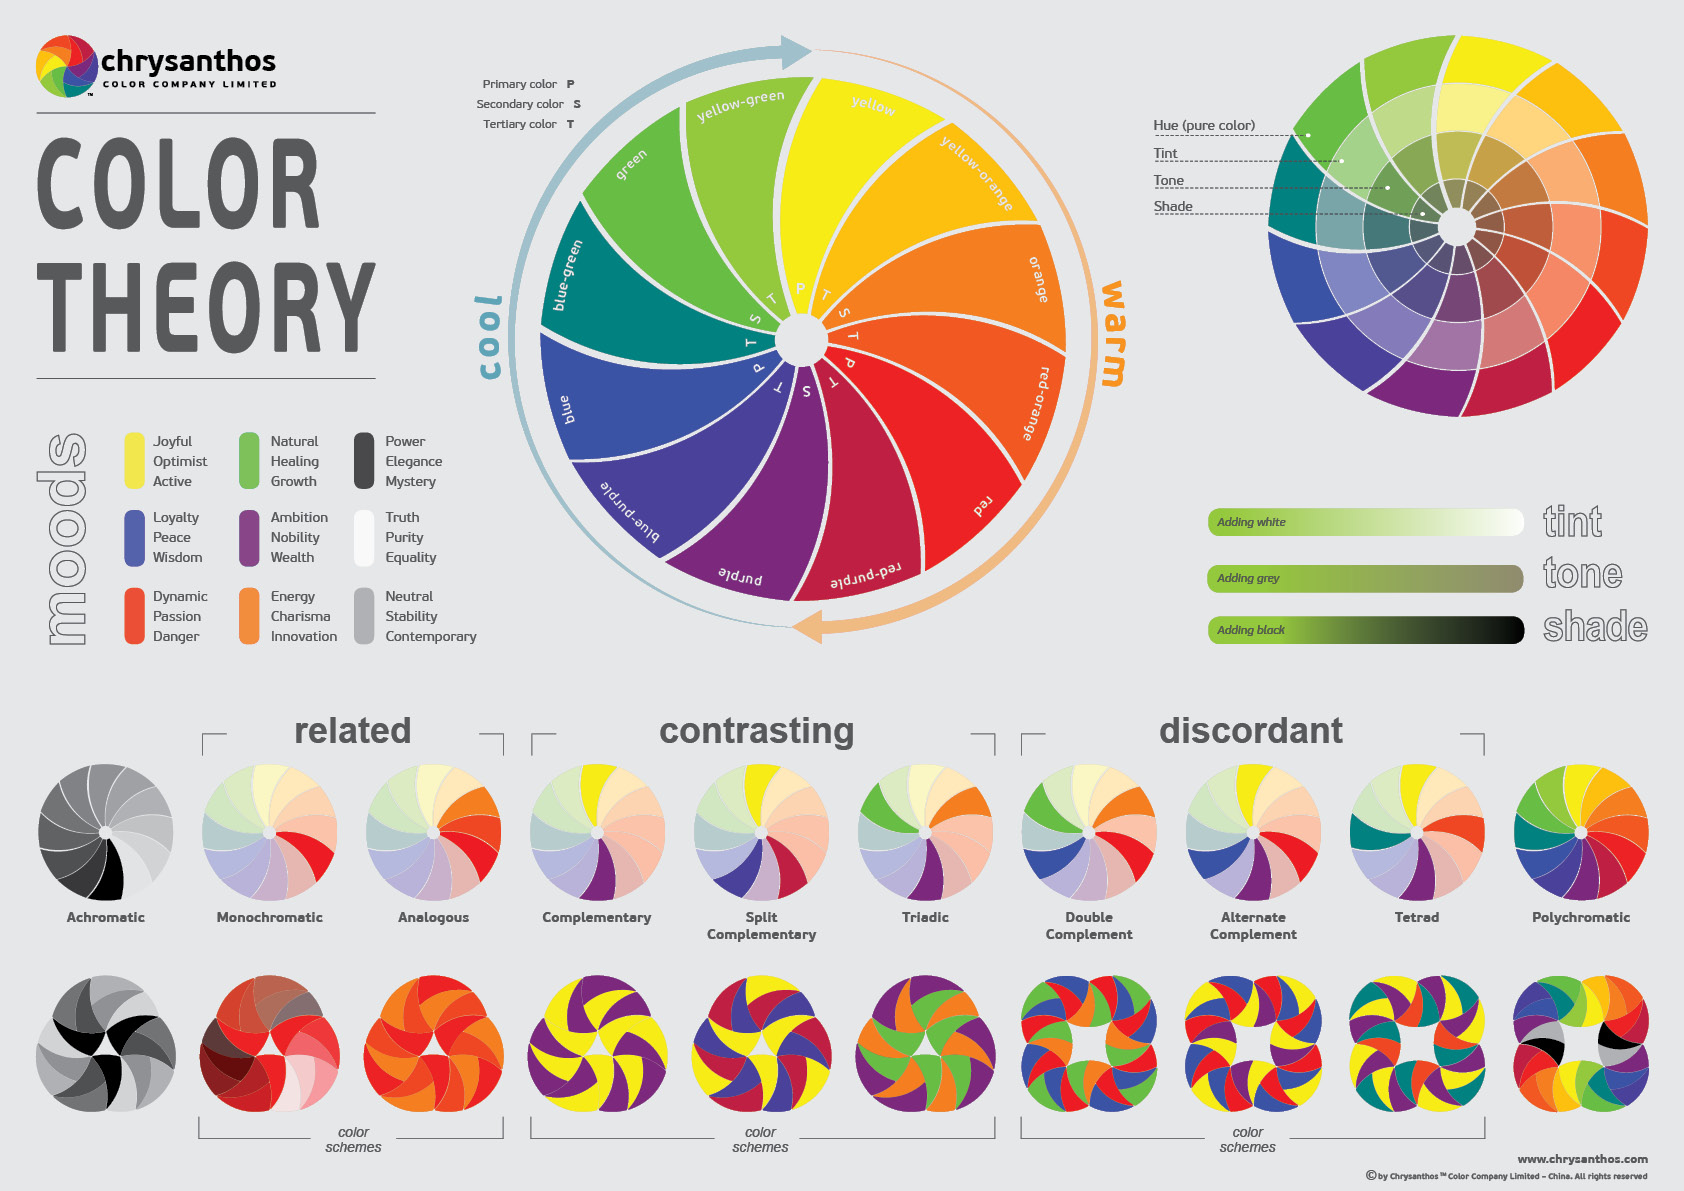 chrysanthos
COLOR COMPANY LIMITED
™
COLOR
THEORY
Primary color P
Secondary color S
Tertiary color T
cool
warm
yellow
yellow-orange
orange
red-orange
red
red-purple
purple
blue-purple
blue
blue-green
green
yellow-green
P
T
S
T
P
T
S
T
P
T
S
T
Hue (pure color)
Tint
Tone
Shade
moods
Joyful
Optimist
Active
Natural
Healing
Growth
Power
Elegance
Mystery
Loyalty
Peace
Wisdom
Ambition
Nobility
Wealth
Truth
Purity
Equality
Dynamic
Passion
Danger
Energy
Charisma
Innovation
Neutral
Stability
Contemporary
Adding white
tint
Adding grey
tone
Adding black
shade
related
contrasting
discordant
Achromatic
Monochromatic
Analogous
Complementary
Split
Complementary
Triadic
Double
Complement
Alternate
Complement
Tetrad
Polychromatic
color
schemes
color
schemes
color
schemes
www.chrysanthos.com
© by Chrysanthos™ Color Company Limited – China. All rights reserved